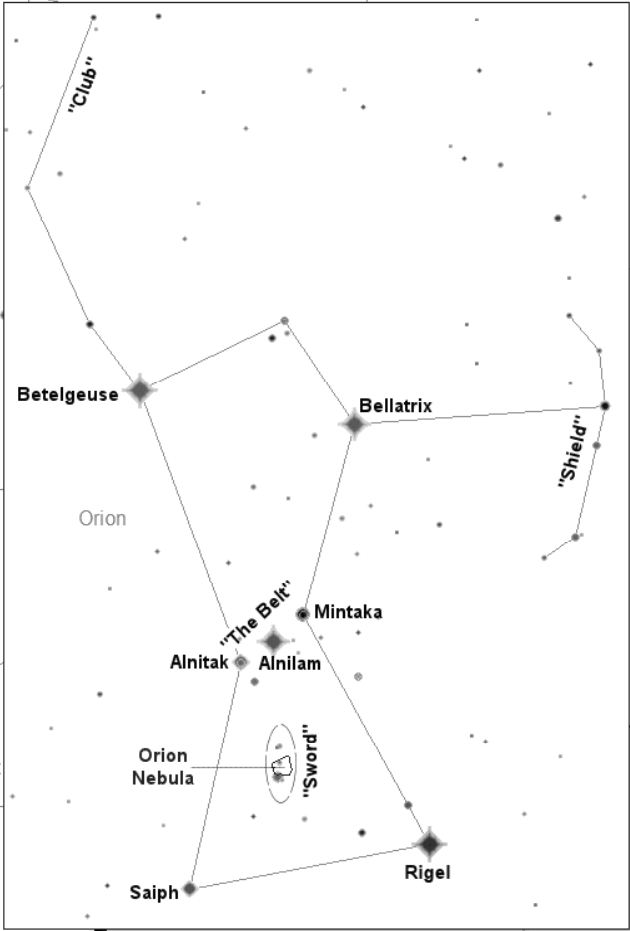 "Club"
Betelgeuse
Bellatrix
"Shield"
Orion
"The Belt"
Mintaka
Alnitak
Alnilam
"Sword"
Orion
Nebula
Rigel
Saiph